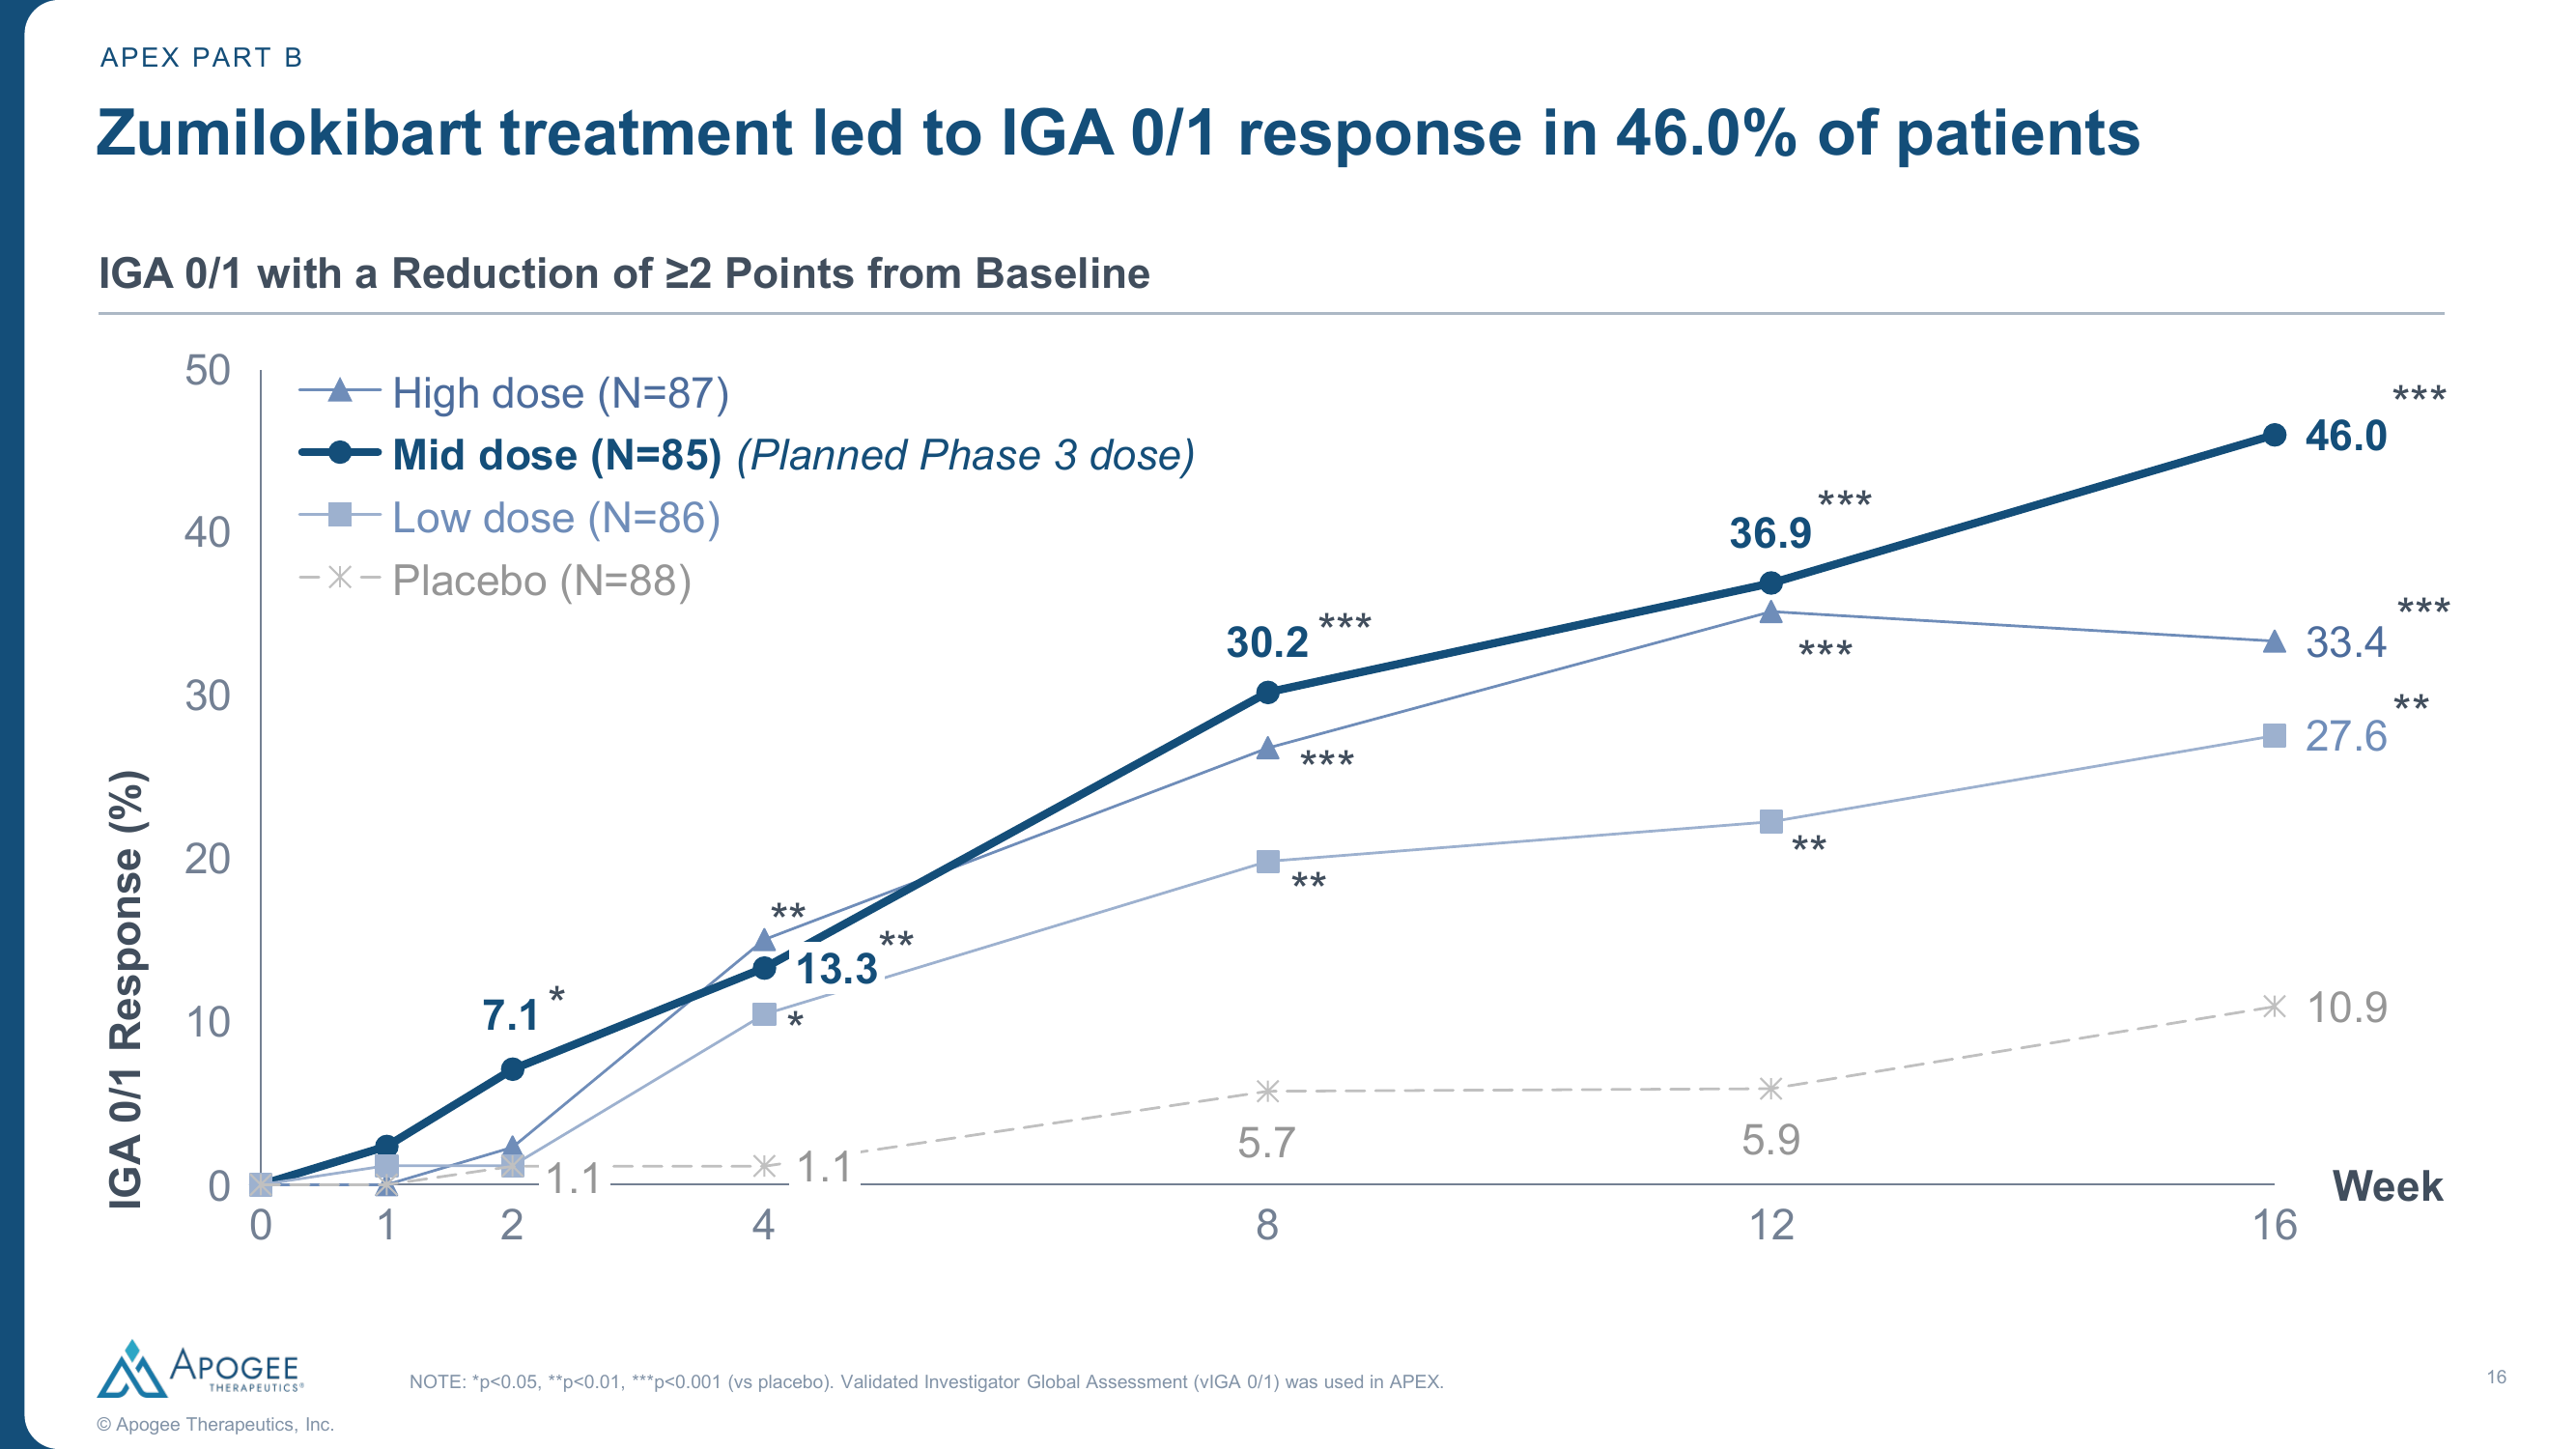 APEX PART B
Zumilokibart treatment led to IGA 0/1 response in 46.0% of patients
IGA 0/1 with a Reduction of ≥2 Points from Baseline
IGA 0/1 Response (%)
50
40
30
20
10
0
High dose (N=87)
Mid dose (N=85) (Planned Phase 3 dose)
Low dose (N=86)
Placebo (N=88)
7.1 *
**
13.3 **
*
30.2 ***
***
**
36.9 ***
***
**
46.0 ***
33.4 ***
27.6 **
10.9
1.1
1.1
5.7
5.9
Week
0 1 2 4 8 12 16
APOGEE
THERAPEUTICS®
NOTE: *p<0.05, **p<0.01, ***p<0.001 (vs placebo). Validated Investigator Global Assessment (vIGA 0/1) was used in APEX.
16
© Apogee Therapeutics, Inc.